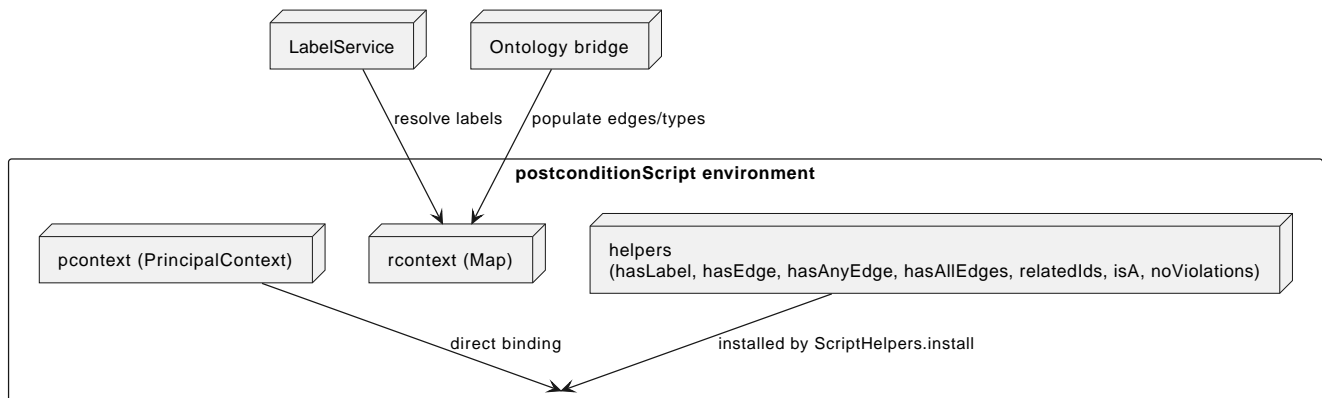 LabelService
Ontology bridge
resolve labels
populate edges/types
postconditionScript environment
pcontext (PrincipalContext)
rcontext (Map)
helpers
(hasLabel, hasEdge, hasAnyEdge, hasAllEdges, relatedIds, isA, noViolations)
direct binding
installed by ScriptHelpers.install